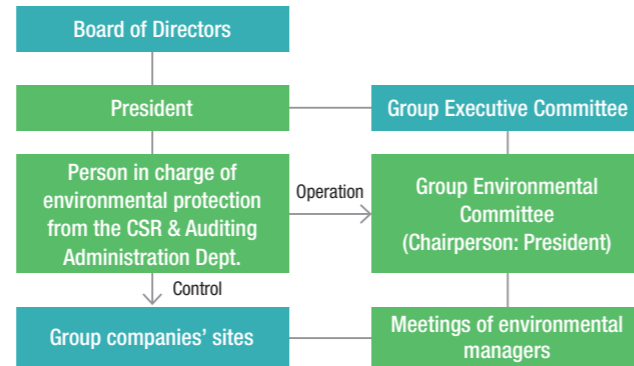 Board of Directors
President
Group Executive Committee
Person in charge of
environmental protection
from the CSR & Auditing
Administration Dept.
Operation
Group Environmental
Committee
(Chairperson: President)
Control
Group companies’ sites
Meetings of environmental
managers